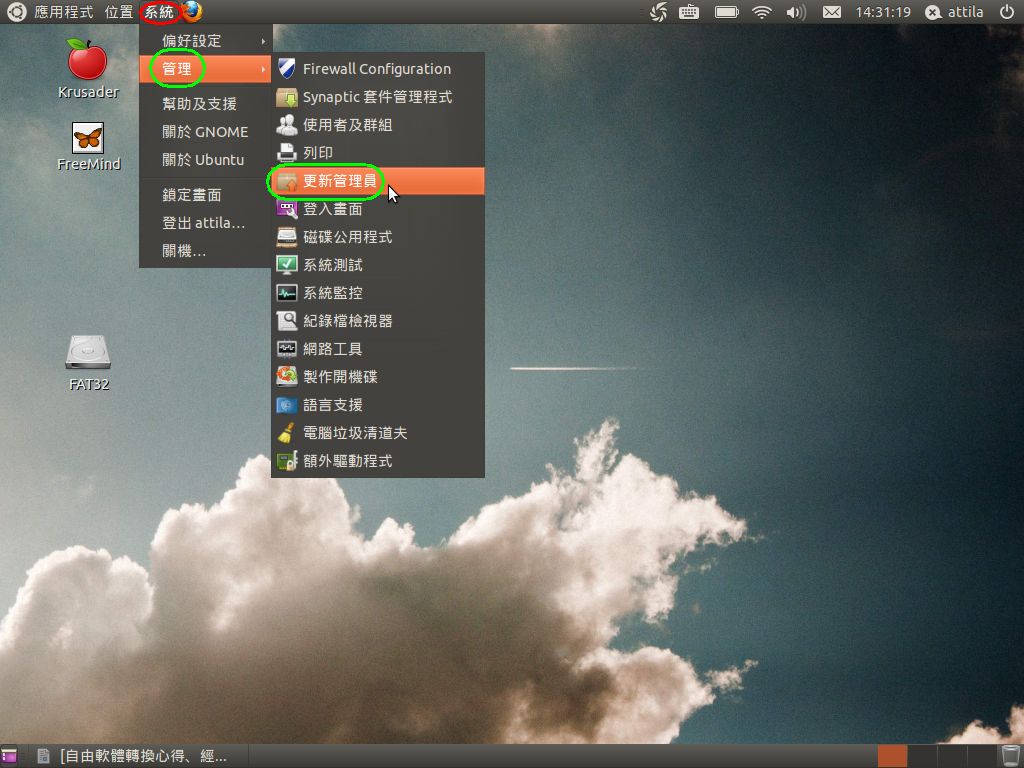 應用程式 位置 系統 14:31:19 attila
Krusader
FreeMind
FAT32
偏好設定
管理
幫助及支援
關於 GNOME
關於 Ubuntu
鎖定畫面
登出 attila...
關機...
Firewall Configuration
Synaptic 套件管理程式
使用者及群組
列印
更新管理員
登入畫面
磁碟公用程式
系統測試
系統監控
紀錄檔檢視器
網路工具
製作開機碟
語言支援
電腦垃圾清道夫
額外驅動程式
[自由軟體轉換心得、經...